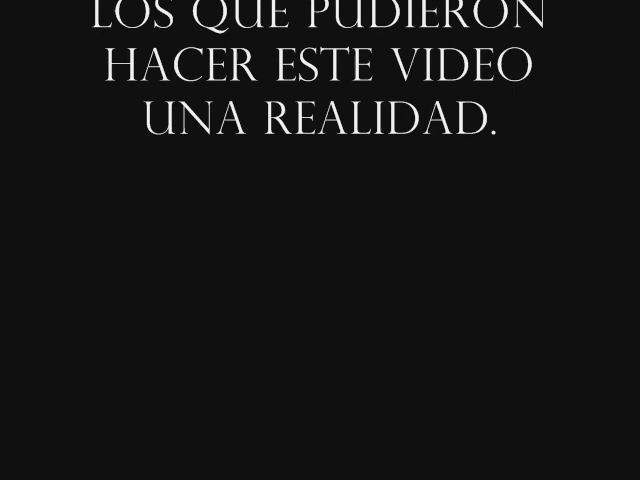 LOS QUE PUDIERON
HACER ESTE VIDEO
UNA REALIDAD.